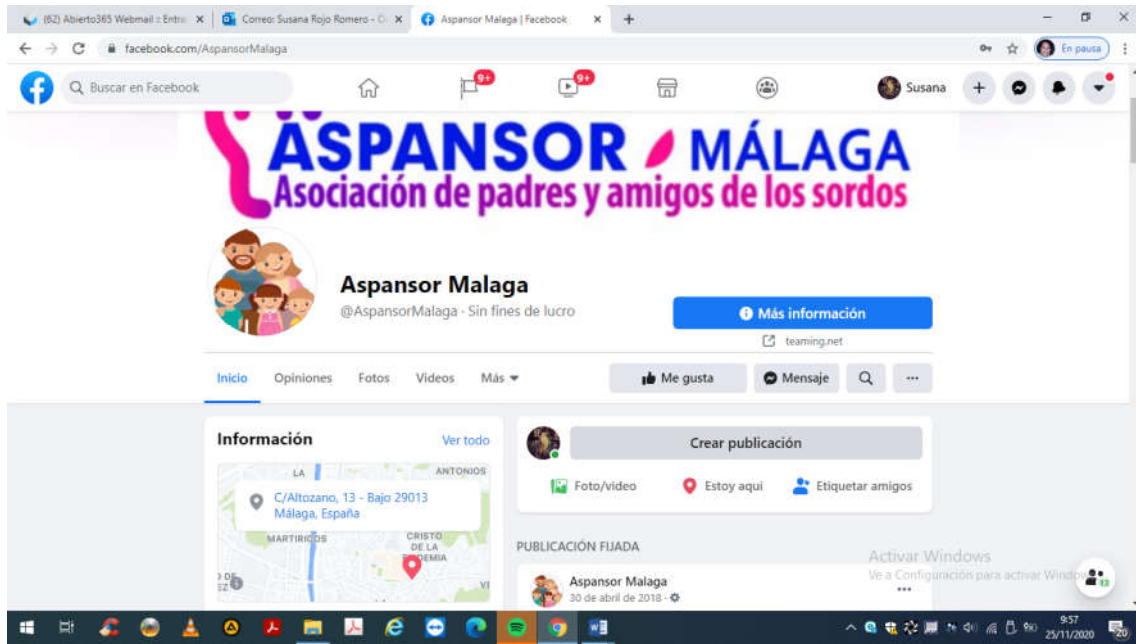 (62) Abierto365 Webmail :: Entra
Correo: Susana Rojo Romero - O
Aspansor Malaga | Facebook
facebook.com/AspansorMalaga
En pausa
Buscar en Facebook
9+
9+
Susana
ASPANSOR MÁLAGA
Asociación de padres y amigos de los sordos
Aspansor Malaga
@AspansorMalaga · Sin fines de lucro
Más información
teaming.net
Inicio Opiniones Fotos Videos Más
Me gusta
Mensaje
Información
Ver todo
LA
ANTONIOS
C/Altozano, 13 - Bajo 29013
Málaga, España
MARTIRICOS
CRISTO
DE LA
Crear publicación
Foto/video
Estoy aquí
Etiquetar amigos
PUBLICACIÓN FIJADA
Aspansor Malaga
30 de abril de 2018 ·
Activar Windows
Ve a Configuración para activar Windo
13
9:57
25/11/2020